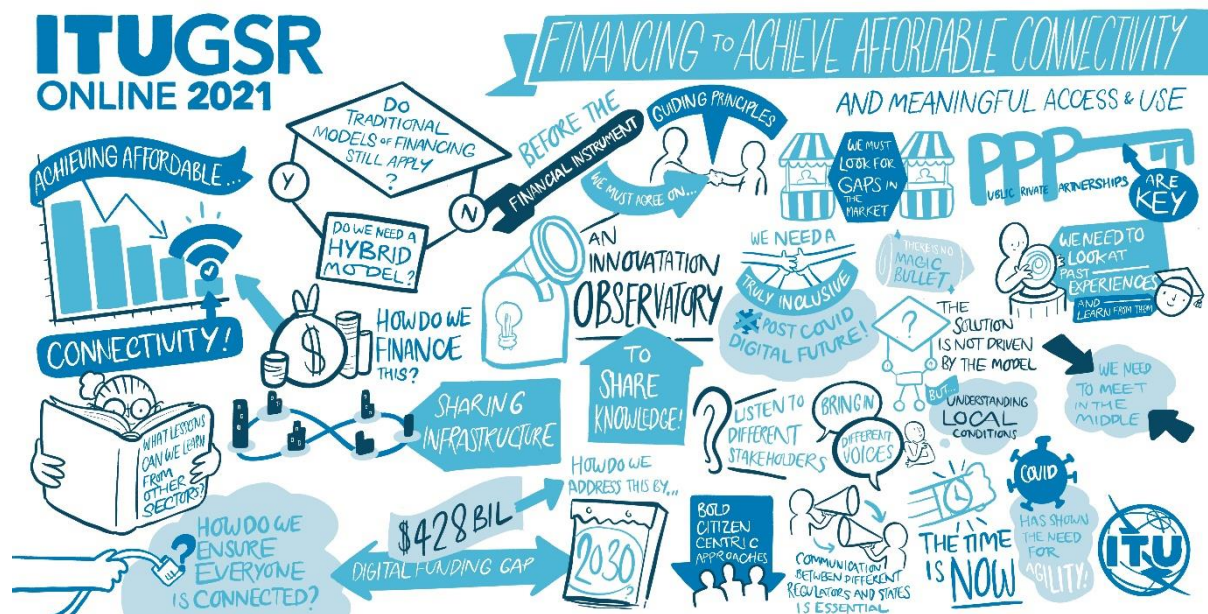 ITUGSR
ONLINE 2021
FINANCING TO ACHIEVE AFFORDABLE CONNECTIVITY
AND MEANINGFUL ACCESS & USE
ACHIEVING AFFORDABLE...
CONNECTIVITY!
DO
TRADITIONAL
MODELS OF FINANCING
STILL APPLY
?
Y
N
DO WE NEED A
HYBRID
MODEL?
BEFORE THE
FINANCIAL INSTRUMENT
WE MUST AGREE ON...
GUIDING PRINCIPLES
WE MUST
LOOK FOR
GAPS IN
THE
MARKET
PPP
PUBLIC PRIVATE PARTNERSHIPS
ARE
KEY
$
HOW DO WE
FINANCE
THIS?
AN
INNOVATATION
OBSERVATORY
TO
SHARE
KNOWLEDGE!
WE NEED A
TRULY INCLUSIVE
POST COVID
DIGITAL FUTURE!
THERE IS NO
MAGIC
BULLET
WE NEED TO
LOOK AT
PAST
EXPERIENCES
AND
LEARN FROM THEM
?
THE
SOLUTION
IS NOT DRIVEN
BY THE MODEL
BUT...
UNDERSTANDING
LOCAL
CONDITIONS
WE NEED
TO MEET
IN THE
MIDDLE
WHAT LESSONS
CAN WE LEARN
FROM
OTHER
SECTORS?
SHARING
INFRASTRUCTURE
?
LISTEN TO
DIFFERENT
STAKEHOLDERS
BRING IN
DIFFERENT
VOICES
?
HOW DO WE
ENSURE
EVERYONE
IS CONNECTED?
$428 BIL
DIGITAL FUNDING GAP
HOW DO WE
ADDRESS THIS BY...
2030
?
BOLD
CITIZEN
CENTRIC
APPROACHES
COMMUNICATION
BETWEEN DIFFERENT
REGULATORS AND STATES
IS ESSENTIAL
THE TIME
IS NOW
COVID
HAS SHOWN
THE NEED
FOR
AGILITY!
ITU